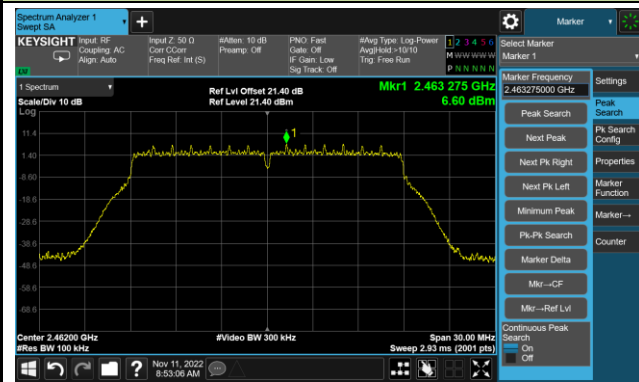 Spectrum Analyzer 1
Swept SA
+
Marker
KEYSIGHT
Input: RF
Coupling: AC
Align: Auto
Input Z: 50 Ω
Corr CCorr
Freq Ref: Int (S)
#Atten: 10 dB
Preamp: Off
PNO: Fast
Gate: Off
IF Gain: Low
Sig Track: Off
#Avg Type: Log-Power
Avg|Hold:>10/10
Trig: Free Run
1 2 3 4 5 6
M W W W W W
P N N N N N
LXI
Select Marker
Marker 1
1 Spectrum
Scale/Div 10 dB
Log
Ref Lvl Offset 21.40 dB
Ref Level 21.40 dBm
Mkr1 2.463 275 GHz
6.60 dBm
11.4
1.40
-8.60
-18.6
-28.6
-38.6
-48.6
-58.6
-68.6
1
Center 2.46200 GHz
#Res BW 100 kHz
#Video BW 300 kHz
Span 30.00 MHz
Sweep 2.93 ms (2001 pts)
Marker Frequency
2.463275000 GHz
Peak Search
Next Peak
Next Pk Right
Next Pk Left
Minimum Peak
Pk-Pk Search
Marker Delta
Mkr→CF
Mkr→Ref Lvl
Continuous Peak
Search
On
Off
Settings
Peak
Search
Pk Search
Config
Properties
Marker
Function
Marker→
Counter
?
Nov 11, 2022
8:53:06 AM